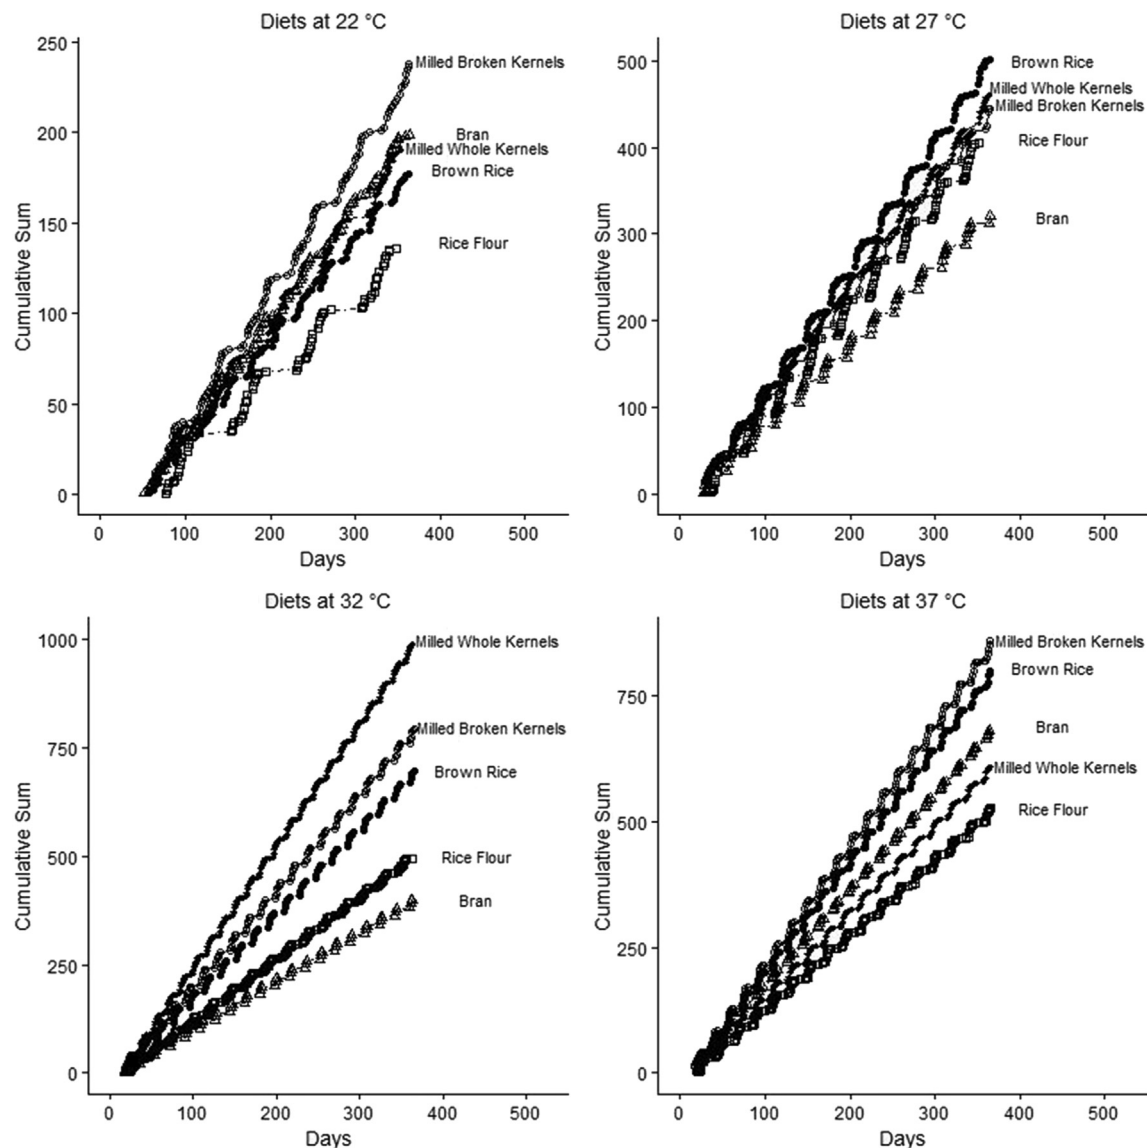 Diets at 22 °C
250
200
150
100
50
0
Cumulative Sum
Milled Broken Kernels
Bran
Milled Whole Kernels
Brown Rice
Rice Flour
0 100 200 300 400 500
Days
Diets at 27 °C
500
400
300
200
100
0
Cumulative Sum
Brown Rice
Milled Whole Kernels
Milled Broken Kernels
Rice Flour
Bran
0 100 200 300 400 500
Days
Diets at 32 °C
1000
750
500
250
0
Cumulative Sum
Milled Whole Kernels
Milled Broken Kernels
Brown Rice
Rice Flour
Bran
0 100 200 300 400 500
Days
Diets at 37 °C
750
500
250
0
Cumulative Sum
Milled Broken Kernels
Brown Rice
Bran
Milled Whole Kernels
Rice Flour
0 100 200 300 400 500
Days